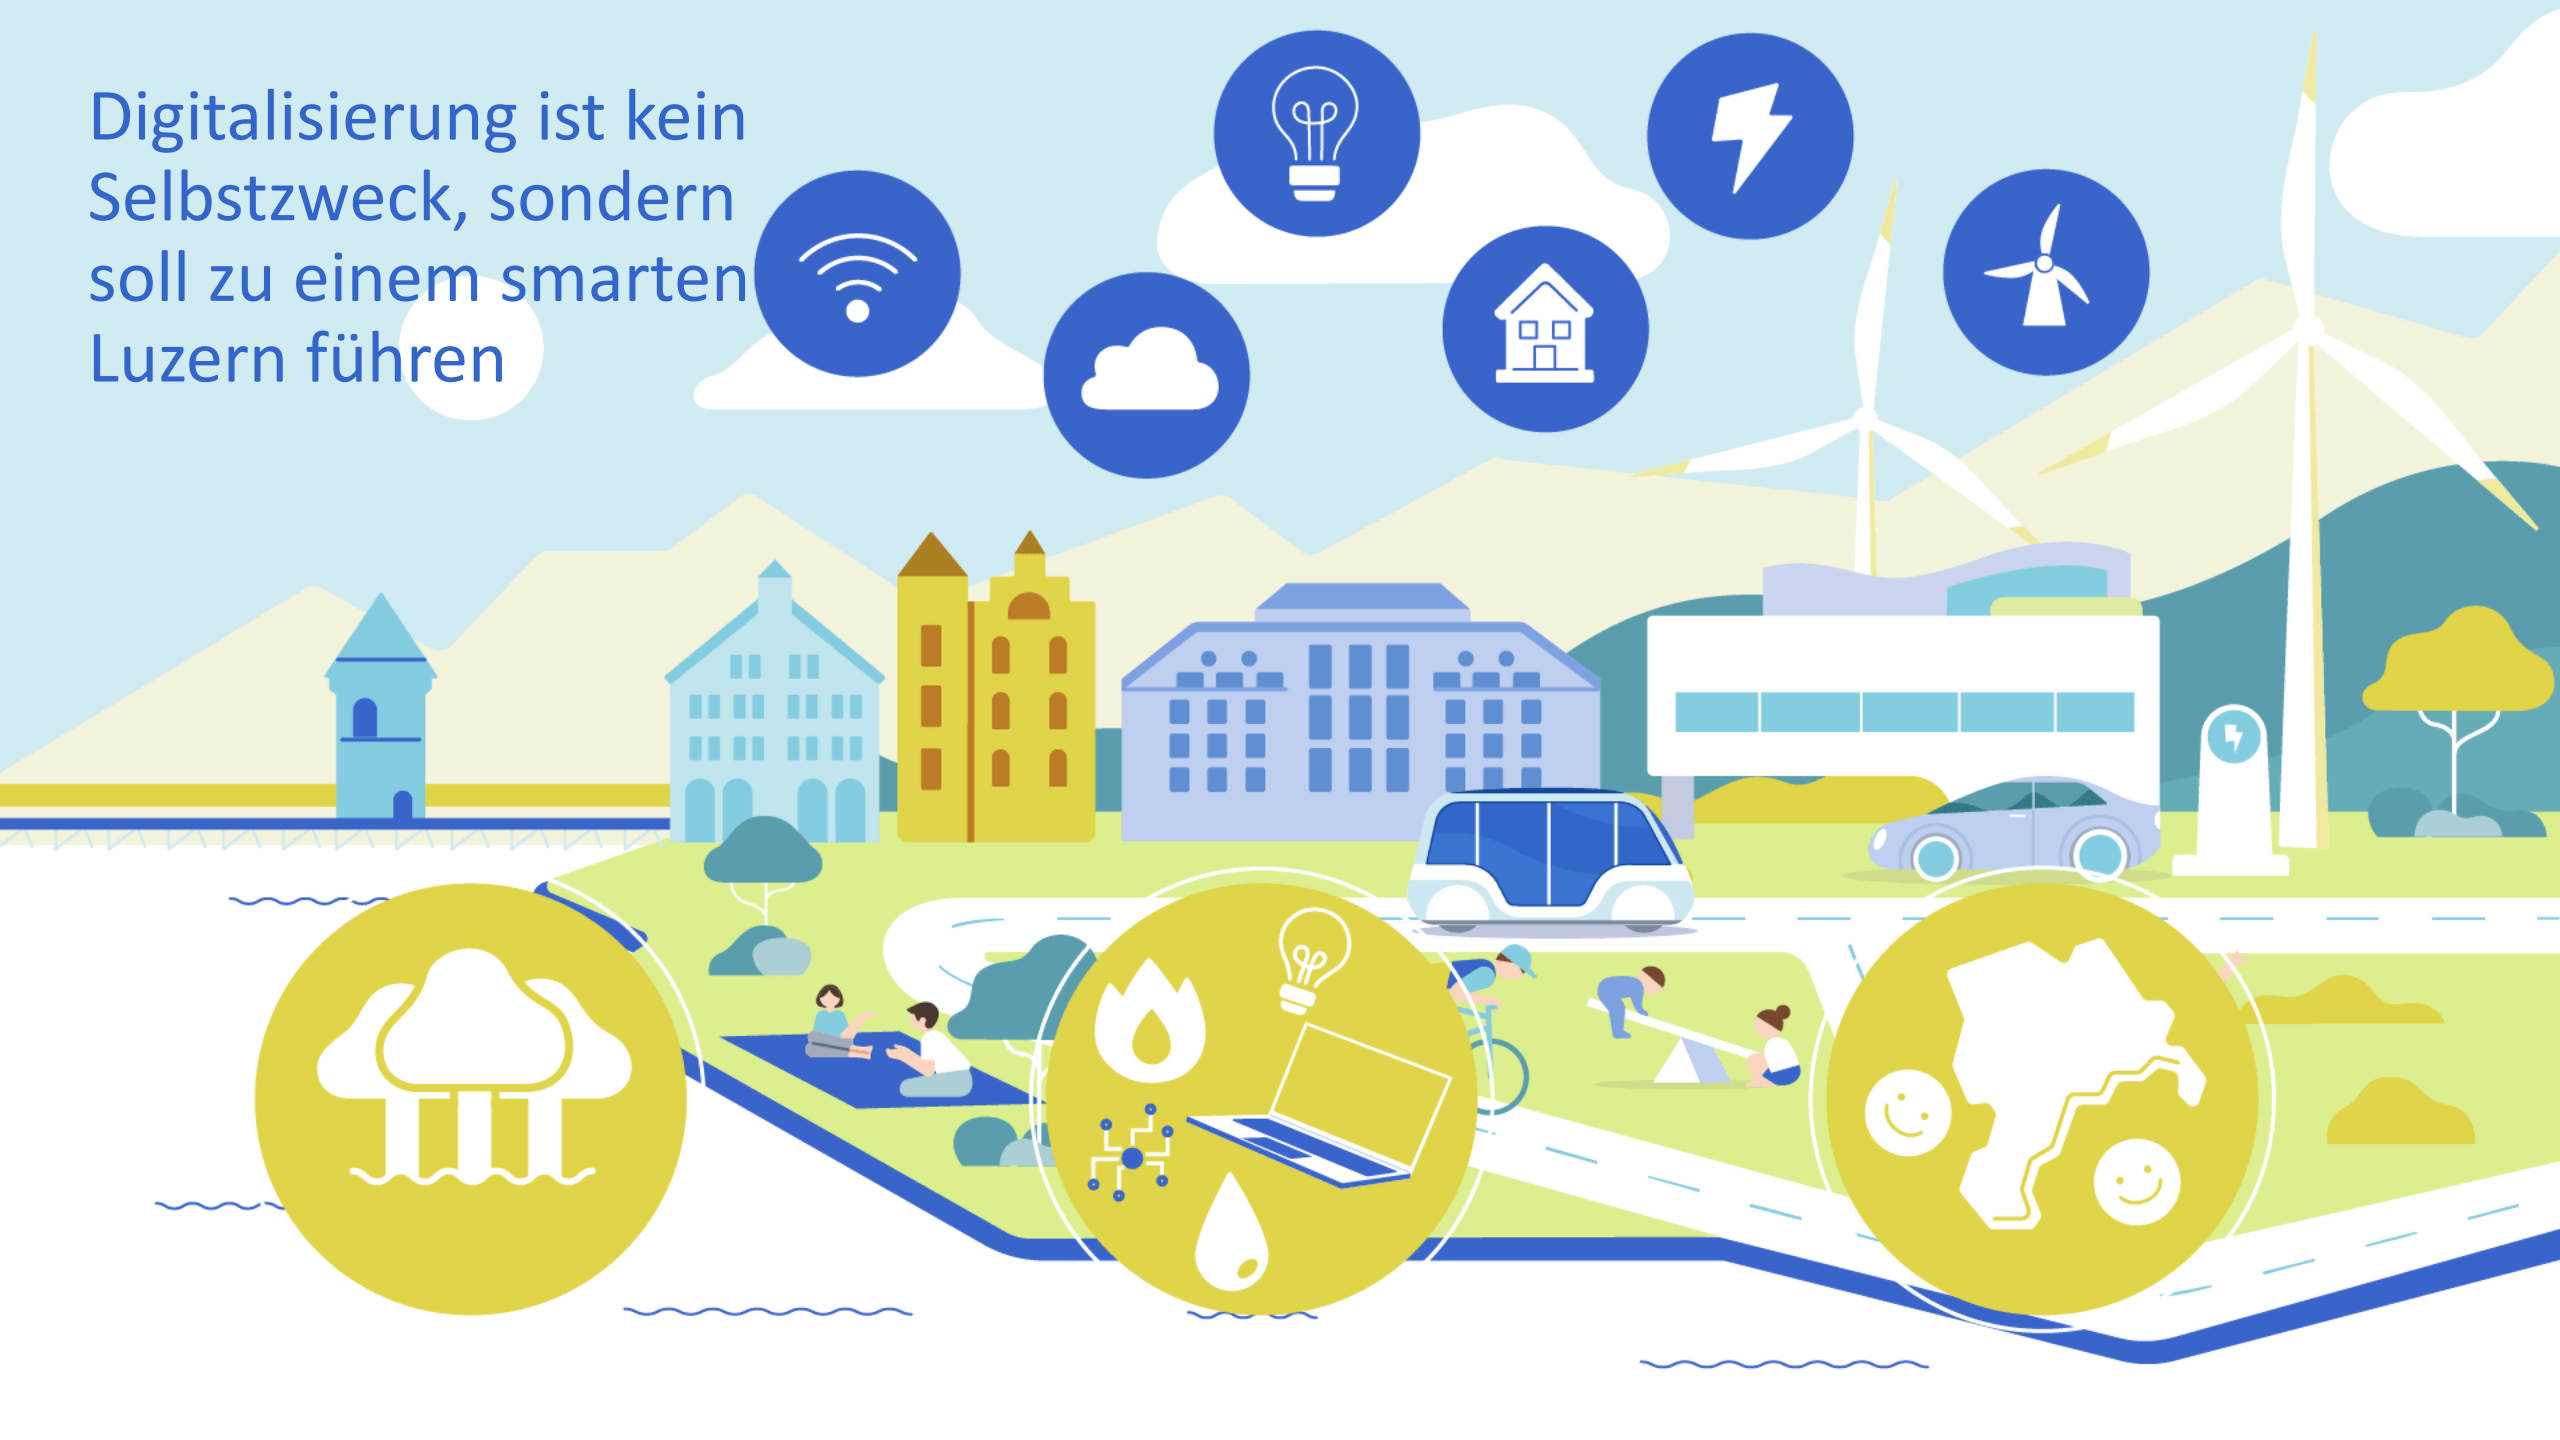 Digitalisierung ist kein
Selbstzweck, sondern
soll zu einem smarten
Luzern führen